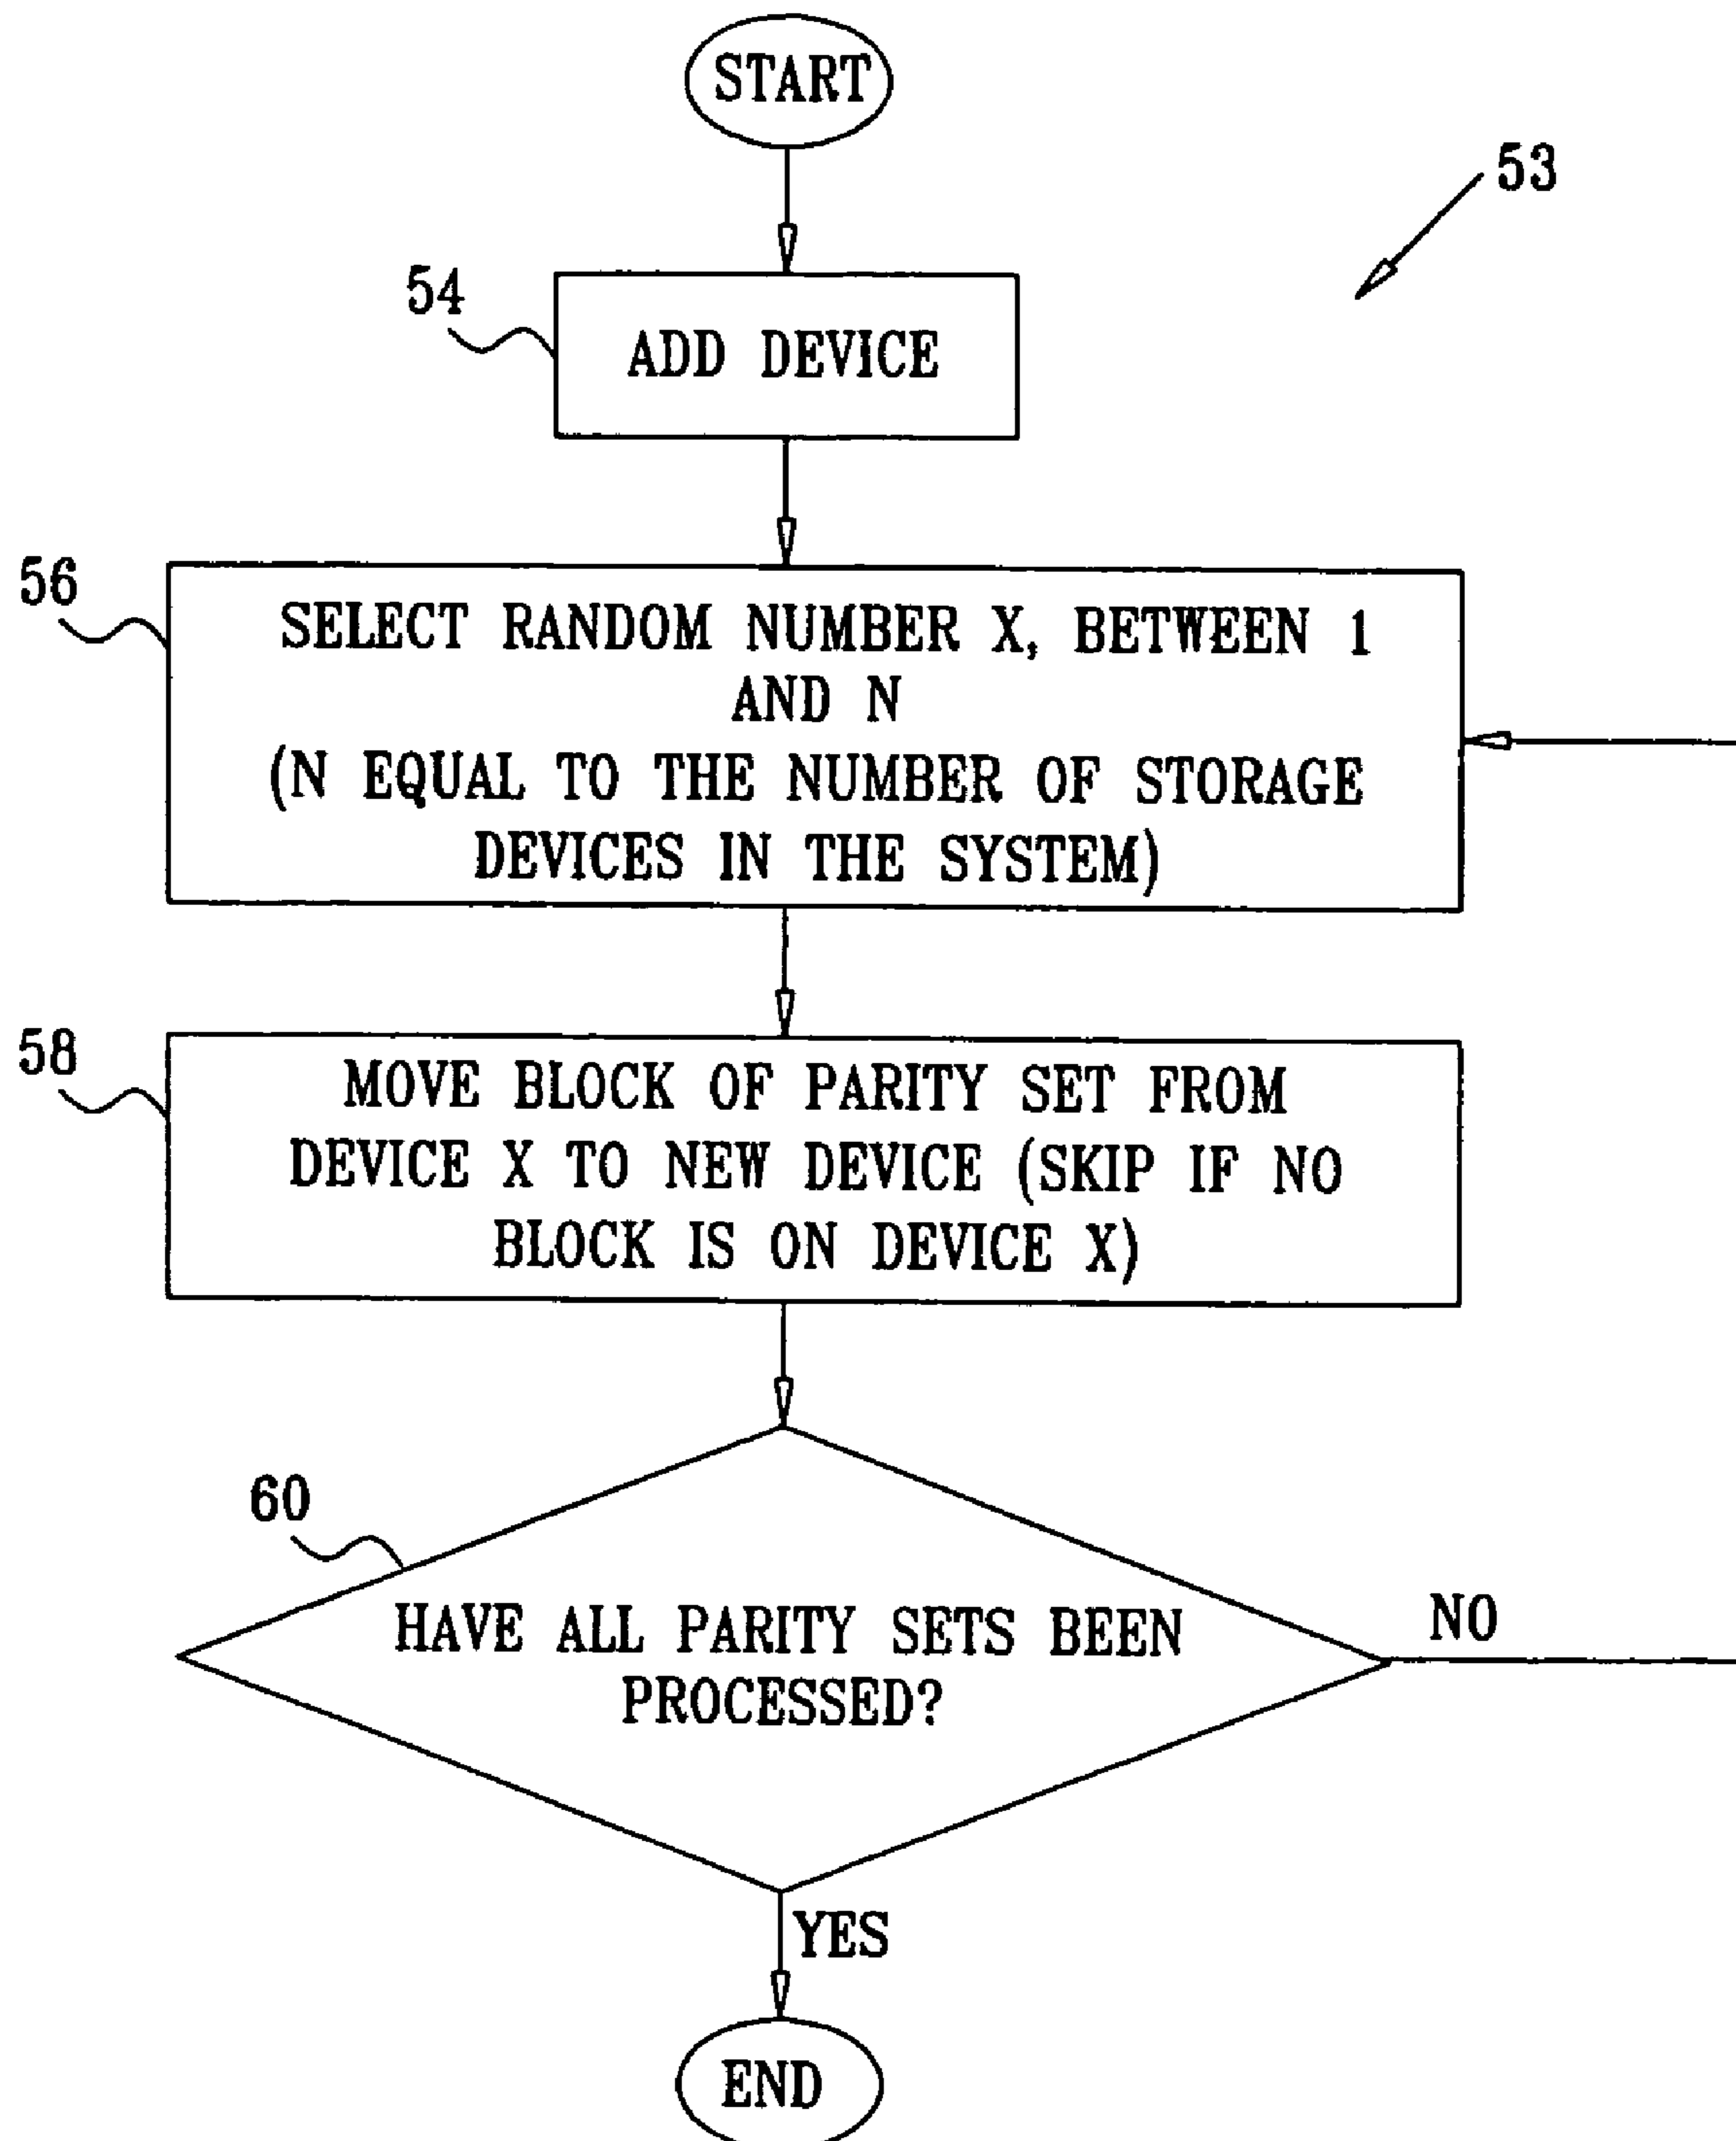 START
53
54
ADD DEVICE
56
SELECT RANDOM NUMBER X, BETWEEN 1
AND N
(N EQUAL TO THE NUMBER OF STORAGE
DEVICES IN THE SYSTEM)
58
MOVE BLOCK OF PARITY SET FROM
DEVICE X TO NEW DEVICE (SKIP IF NO
BLOCK IS ON DEVICE X)
60
HAVE ALL PARITY SETS BEEN
PROCESSED?
NO
YES
END